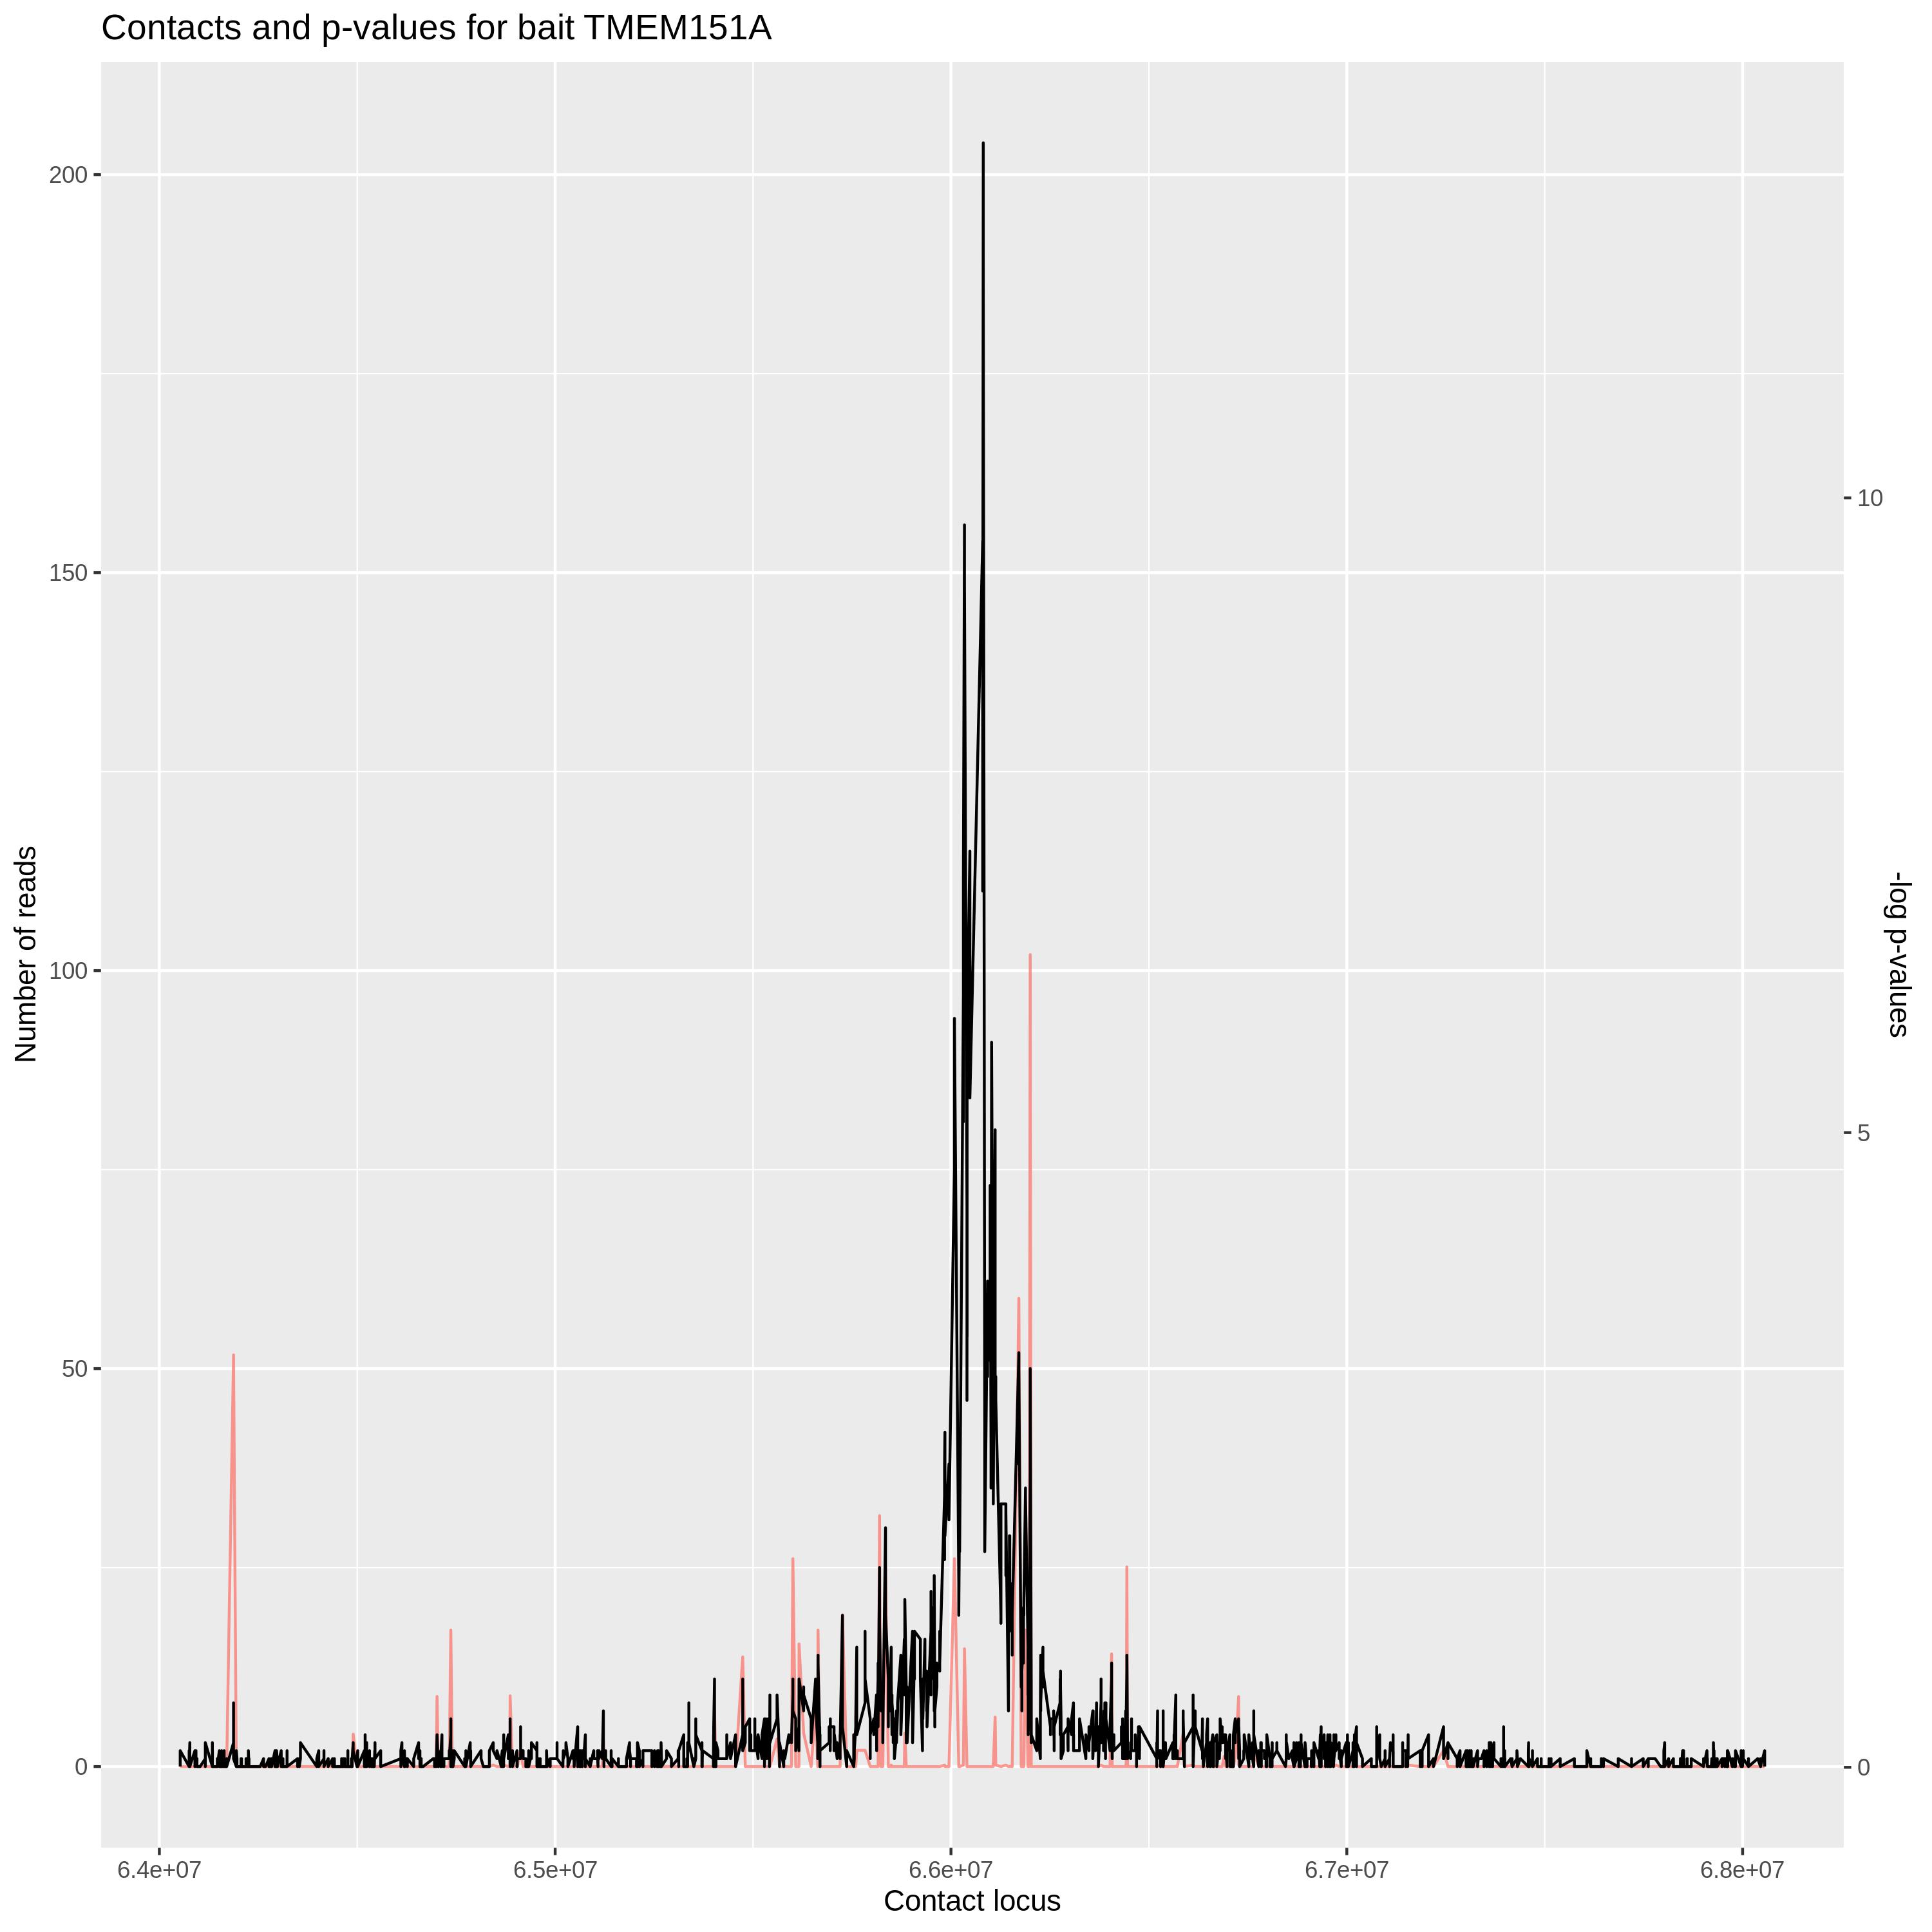 Contacts and p-values for bait TMEM151A
200
150
100
50
0
Number of reads
10
5
0
-log p-values
6.4e+07
6.5e+07
6.6e+07
6.7e+07
6.8e+07
Contact locus